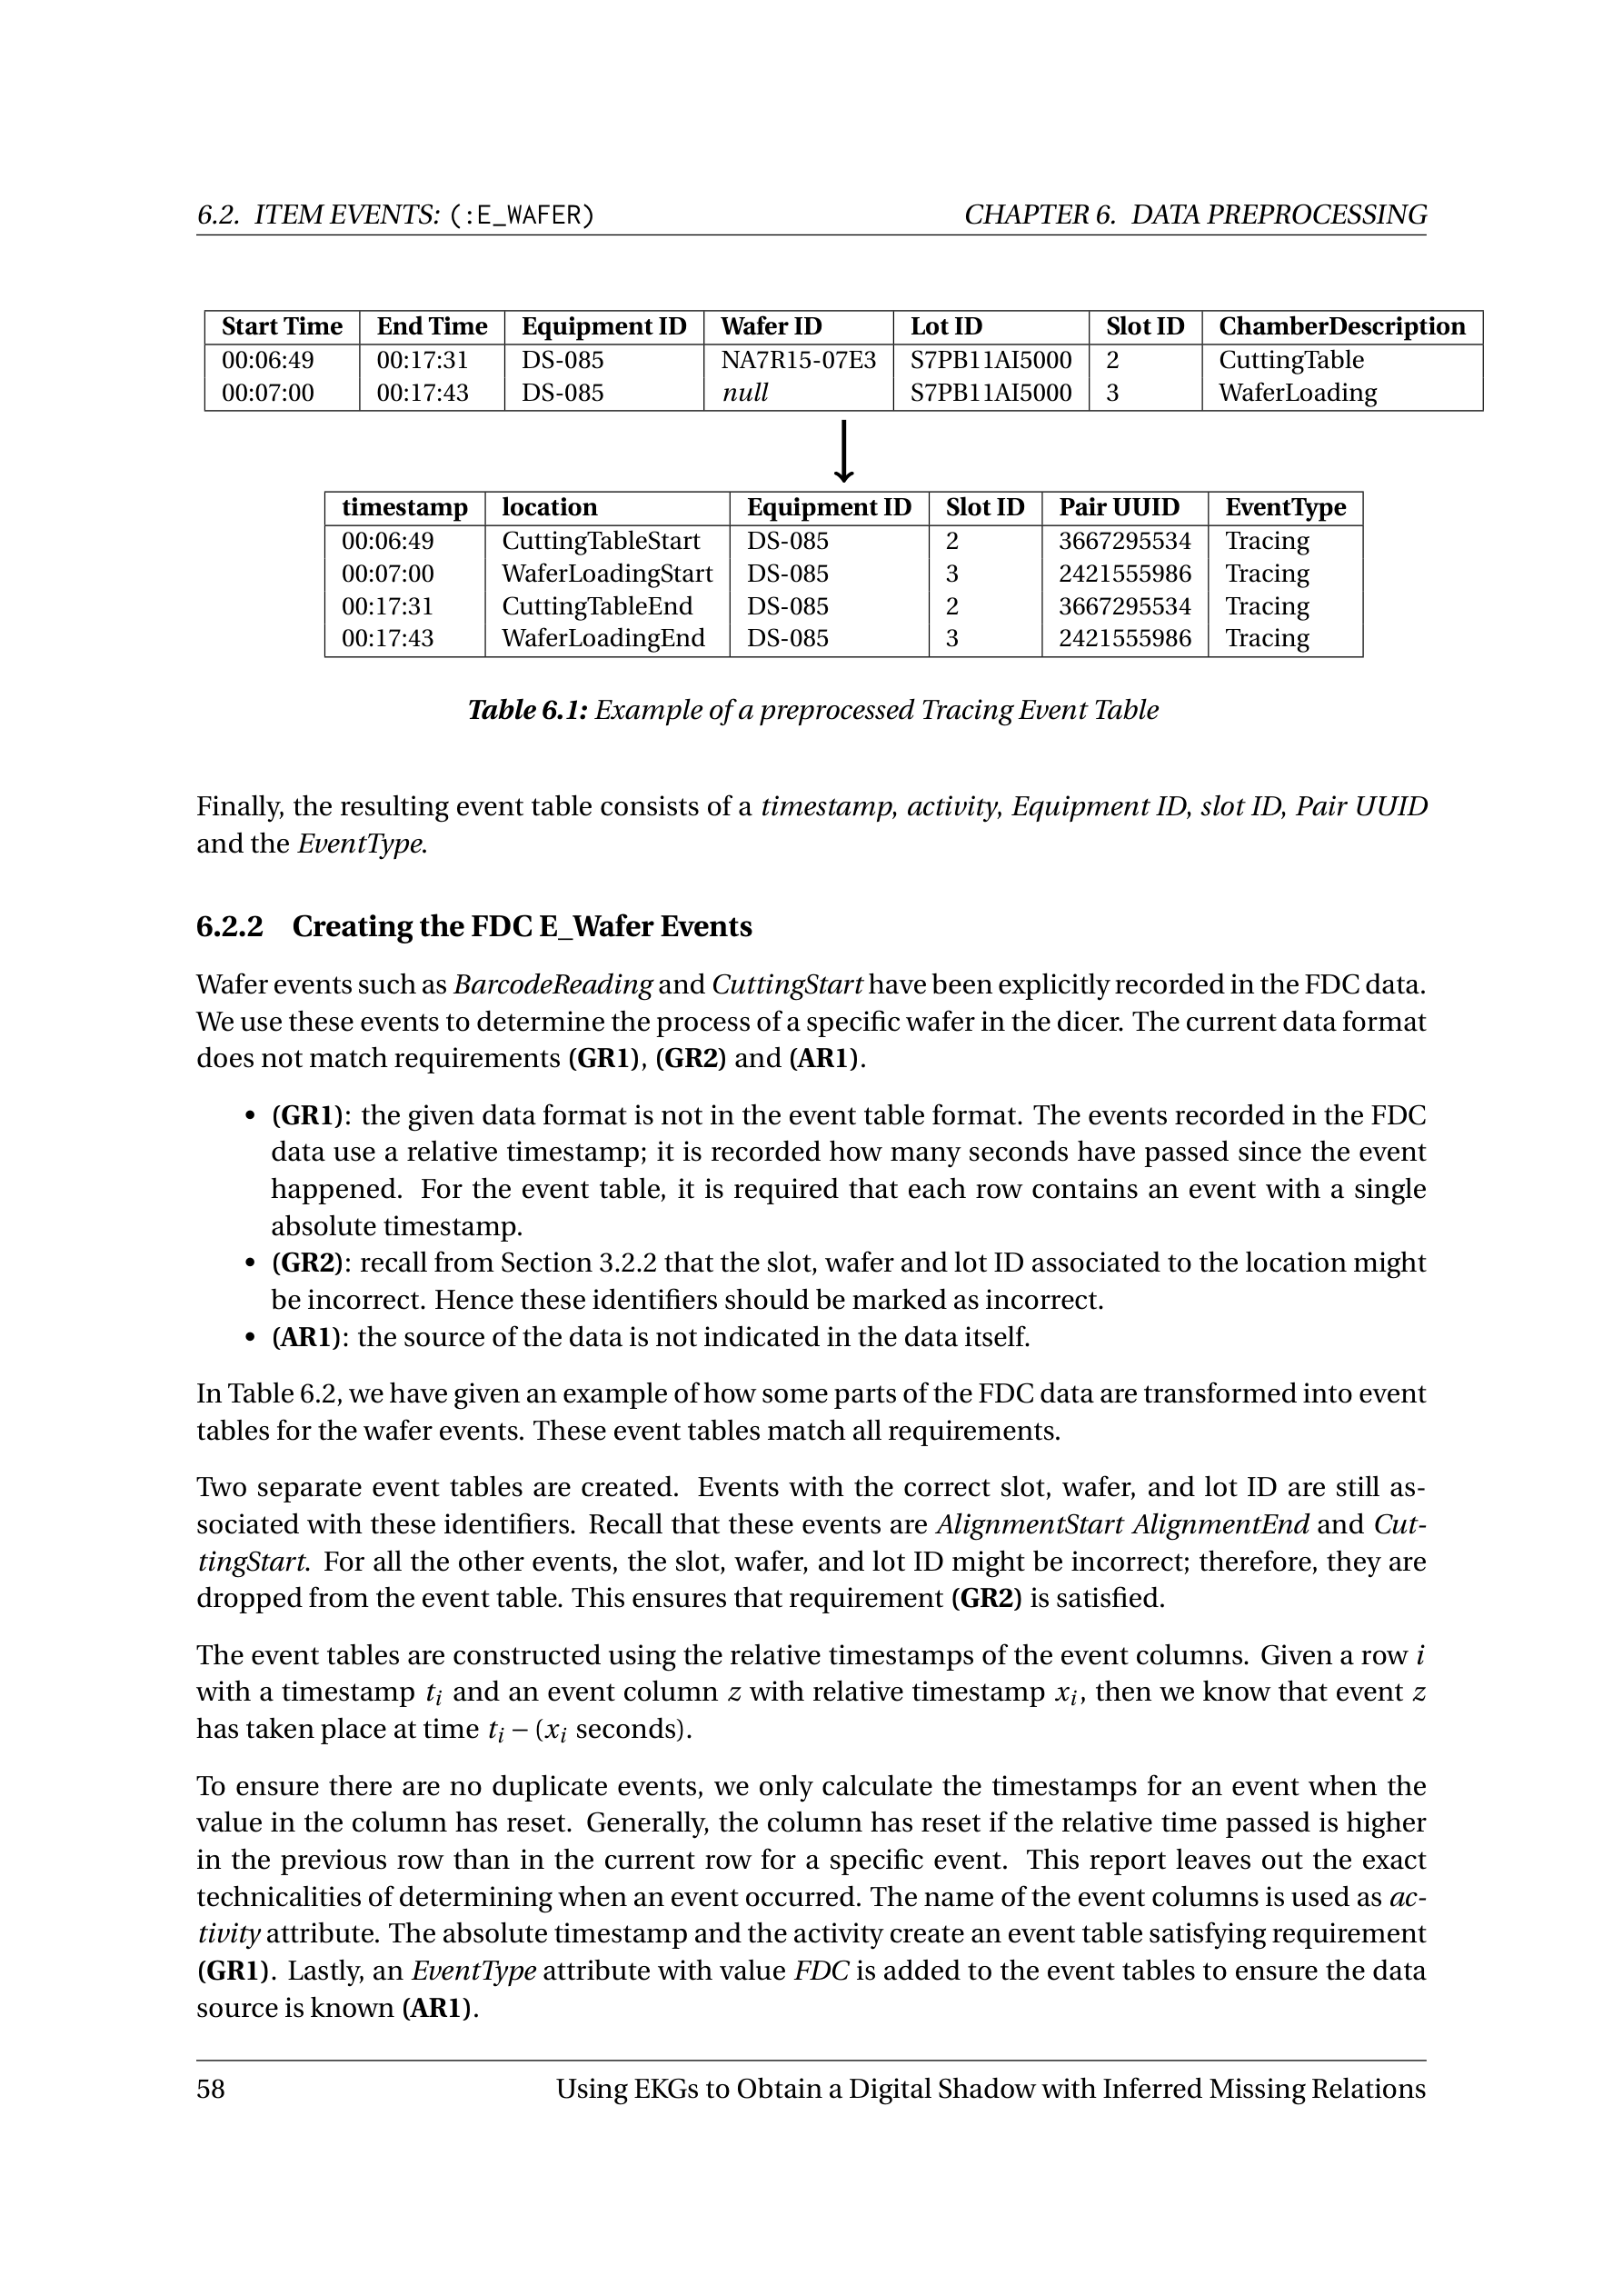 6.2. ITEM EVENTS: (:E_WAFER) CHAPTER 6. DATA PREPROCESSING
Start Time End Time Equipment ID Wafer ID Lot ID Slot ID ChamberDescription
00:06:49 00:17:31 DS-085 NA7R15-07E3 S7PB11AI5000 2 CuttingTable
00:07:00 00:17:43 DS-085 null S7PB11AI5000 3 WaferLoading
timestamp location Equipment ID Slot ID Pair UUID EventType
00:06:49 CuttingTableStart DS-085 2 3667295534 Tracing
00:07:00 WaferLoadingStart DS-085 3 2421555986 Tracing
00:17:31 CuttingTableEnd DS-085 2 3667295534 Tracing
00:17:43 WaferLoadingEnd DS-085 3 2421555986 Tracing
Table 6.1: Example of a preprocessed Tracing Event Table
Finally, the resulting event table consists of a timestamp, activity, Equipment ID, slot ID, Pair UUID
and the EventType.
6.2.2 Creating the FDC E_Wafer Events
Wafer events such as BarcodeReading and CuttingStart have been explicitly recorded in the FDC data.
We use these events to determine the process of a specific wafer in the dicer. The current data format
does not match requirements (GR1), (GR2) and (AR1).
• (GR1): the given data format is not in the event table format. The events recorded in the FDC
data use a relative timestamp; it is recorded how many seconds have passed since the event
happened. For the event table, it is required that each row contains an event with a single
absolute timestamp.
• (GR2): recall from Section 3.2.2 that the slot, wafer and lot ID associated to the location might
be incorrect. Hence these identifiers should be marked as incorrect.
• (AR1): the source of the data is not indicated in the data itself.
In Table 6.2, we have given an example of how some parts of the FDC data are transformed into event
tables for the wafer events. These event tables match all requirements.
Two separate event tables are created. Events with the correct slot, wafer, and lot ID are still as-
sociated with these identifiers. Recall that these events are AlignmentStart AlignmentEnd and Cut-
tingStart. For all the other events, the slot, wafer, and lot ID might be incorrect; therefore, they are
dropped from the event table. This ensures that requirement (GR2) is satisfied.
The event tables are constructed using the relative timestamps of the event columns. Given a row i
with a timestamp tᵢ and an event column z with relative timestamp xᵢ, then we know that event z
has taken place at time tᵢ − (xᵢ seconds).
To ensure there are no duplicate events, we only calculate the timestamps for an event when the
value in the column has reset. Generally, the column has reset if the relative time passed is higher
in the previous row than in the current row for a specific event. This report leaves out the exact
technicalities of determining when an event occurred. The name of the event columns is used as ac-
tivity attribute. The absolute timestamp and the activity create an event table satisfying requirement
(GR1). Lastly, an EventType attribute with value FDC is added to the event tables to ensure the data
source is known (AR1).
58 Using EKGs to Obtain a Digital Shadow with Inferred Missing Relations